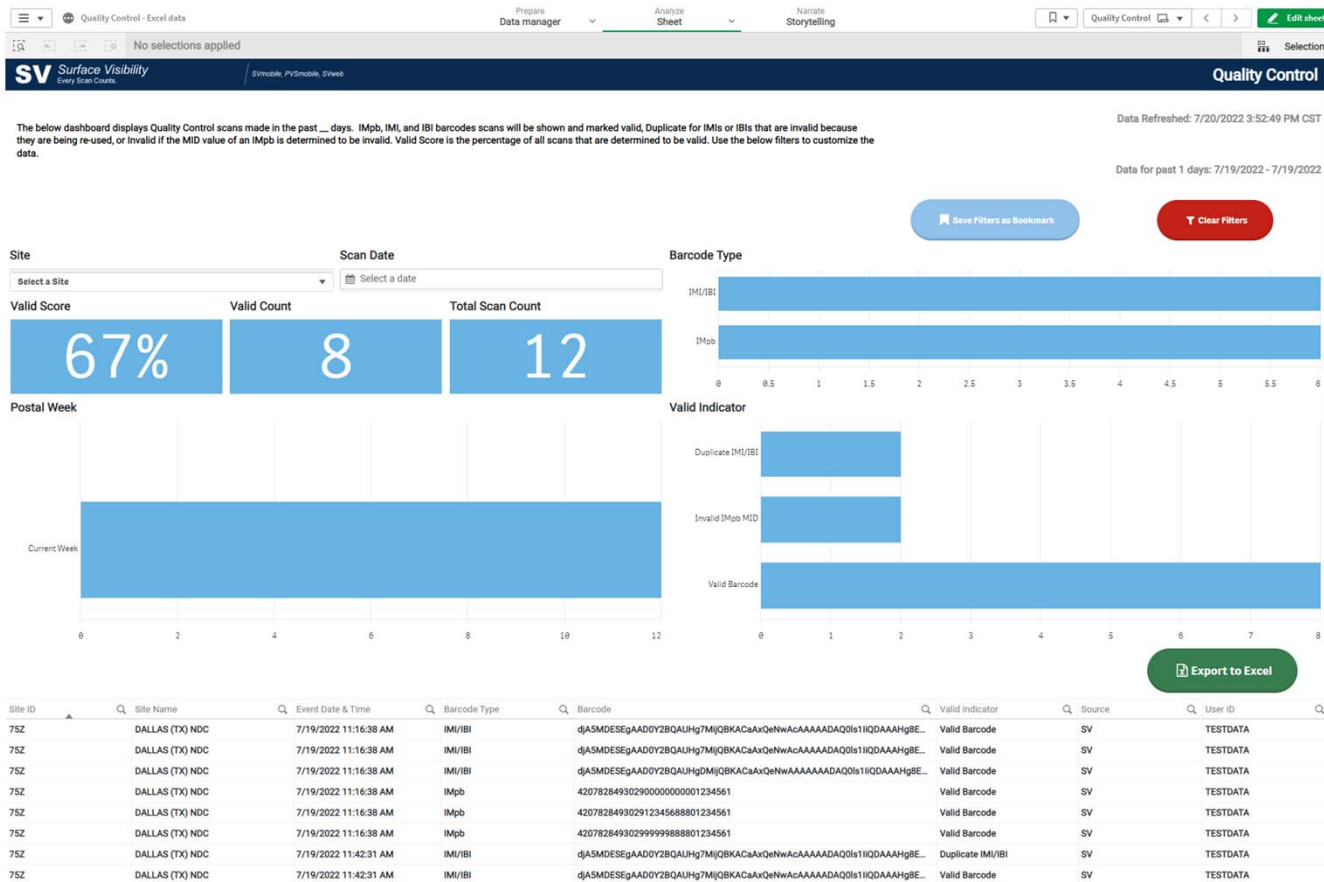 Quality Control - Excel data
Prepare
Data manager
Analyze
Sheet
Narrate
Storytelling
Quality Control
Edit sheet
No selections applied
Selection
SV Surface Visibility
Every Scan Counts.
SVmobile, PVSmobile, SVweb
Quality Control
The below dashboard displays Quality Control scans made in the past __ days. IMpb, IMI, and IBI barcodes scans will be shown and marked valid, Duplicate for IMIs or IBIs that are invalid because
they are being re-used, or Invalid if the MID value of an IMpb is determined to be invalid. Valid Score is the percentage of all scans that are determined to be valid. Use the below filters to customize the
data.
Data Refreshed: 7/20/2022 3:52:49 PM CST
Data for past 1 days: 7/19/2022 - 7/19/2022
Save Filters as Bookmark
Clear Filters
Site
Select a Site
Scan Date
Select a date
Valid Score
67%
Valid Count
8
Total Scan Count
12
Barcode Type
IMI/IBI
IMpb
0 0.5 1 1.5 2 2.5 3 3.5 4 4.5 5 5.5 6
Postal Week
Current Week
0 2 4 6 8 10 12
Valid Indicator
Duplicate IMI/IBI
Invalid IMpb MID
Valid Barcode
0 1 2 3 4 5 6 7 8
Export to Excel
Site ID Site Name Event Date & Time Barcode Type Barcode Valid Indicator Source User ID
75Z DALLAS (TX) NDC 7/19/2022 11:16:38 AM IMI/IBI Valid Barcode SV TESTDATA
75Z DALLAS (TX) NDC 7/19/2022 11:16:38 AM IMI/IBI Valid Barcode SV TESTDATA
75Z DALLAS (TX) NDC 7/19/2022 11:16:38 AM IMI/IBI Valid Barcode SV TESTDATA
75Z DALLAS (TX) NDC 7/19/2022 11:16:38 AM IMpb Valid Barcode SV TESTDATA
75Z DALLAS (TX) NDC 7/19/2022 11:16:38 AM IMpb Valid Barcode SV TESTDATA
75Z DALLAS (TX) NDC 7/19/2022 11:16:38 AM IMpb Valid Barcode SV TESTDATA
75Z DALLAS (TX) NDC 7/19/2022 11:42:31 AM IMI/IBI Duplicate IMI/IBI SV TESTDATA
75Z DALLAS (TX) NDC 7/19/2022 11:42:31 AM IMI/IBI Valid Barcode SV TESTDATA